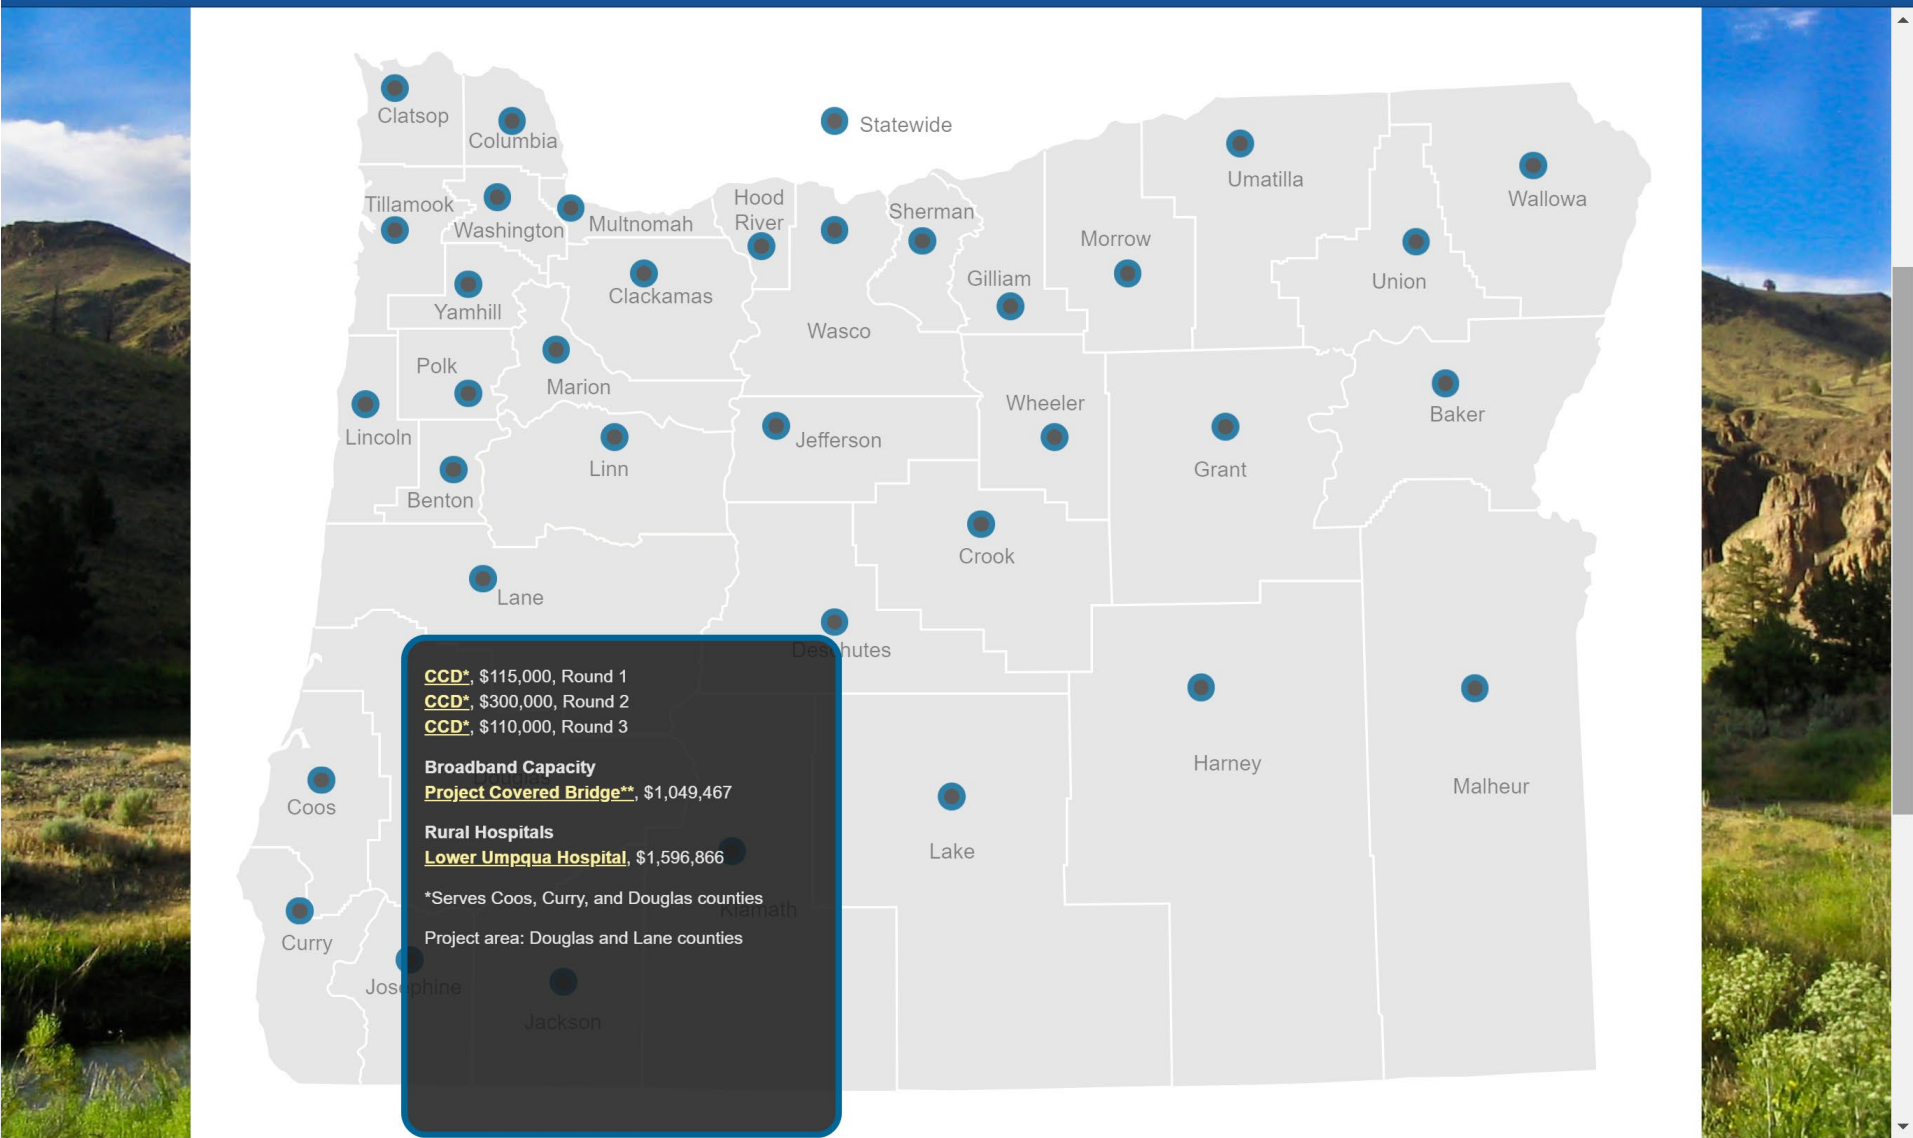 Clatsop
Columbia
Statewide
Umatilla
Wallowa
Tillamook
Washington
Multnomah
Hood
River
Sherman
Morrow
Union
Gilliam
Yamhill
Clackamas
Wasco
Polk
Marion
Wheeler
Baker
Lincoln
Linn
Jefferson
Grant
Benton
Crook
Lane
Deschutes
CCD*, $115,000, Round 1
CCD*, $300,000, Round 2
CCD*, $110,000, Round 3
Broadband Capacity
Douglas
Project Covered Bridge**, $1,049,467
Rural Hospitals
Lower Umpqua Hospital, $1,596,866
*Serves Coos, Curry, and Douglas counties
Klamath
Project area: Douglas and Lane counties
Harney
Malheur
Coos
Lake
Curry
Josephine
Jackson